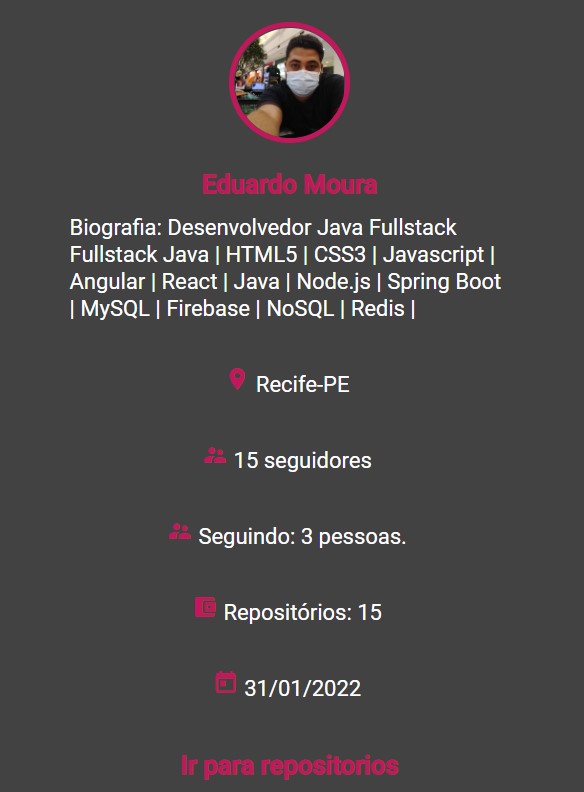 Eduardo Moura
Biografia: Desenvolvedor Java Fullstack
Fullstack Java | HTML5 | CSS3 | Javascript |
Angular | React | Java | Node.js | Spring Boot
| MySQL | Firebase | NoSQL | Redis |
Recife-PE
15 seguidores
Seguindo: 3 pessoas.
Repositórios: 15
31/01/2022
Ir para repositorios